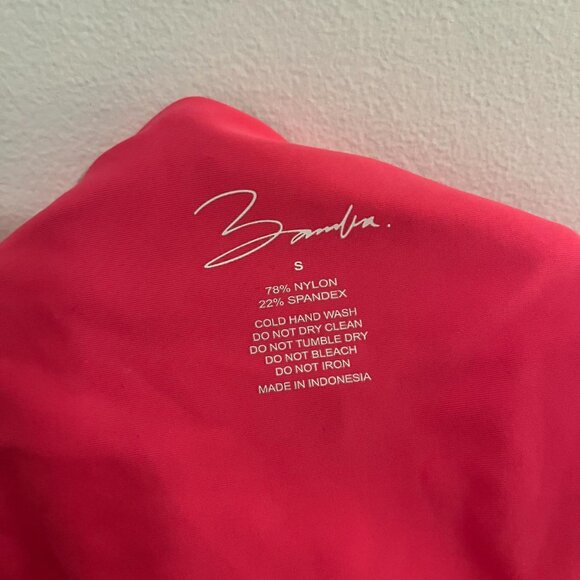 Bamba.
S
78% NYLON
22% SPANDEX
COLD HAND WASH
DO NOT DRY CLEAN
DO NOT TUMBLE DRY
DO NOT BLEACH
DO NOT IRON
MADE IN INDONESIA